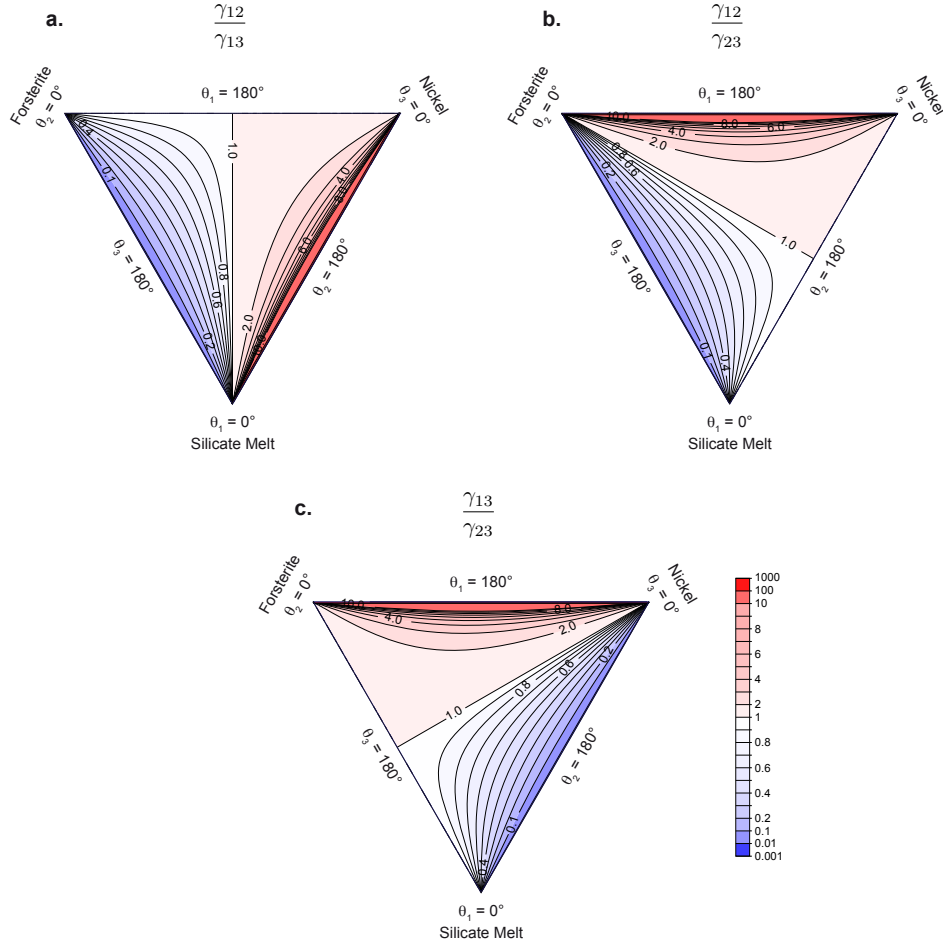 a.
γ12
γ13
Forsterite
θ2 = 0°
θ1 = 180°
Nickel
θ3 = 0°
0.4
0.1
1.0
4.0
8.0
6.0
θ3 = 180°
θ2 = 180°
0.8
0.6
2.0
0.2
10.0
θ1 = 0°
Silicate Melt
b.
γ12
γ23
Forsterite
θ2 = 0°
θ1 = 180°
Nickel
θ3 = 0°
10.0
8.0
6.0
4.0
2.0
0.8
0.6
0.2
1.0
θ3 = 180°
θ2 = 180°
0.1
0.4
θ1 = 0°
Silicate Melt
c.
γ13
γ23
Forsterite
θ2 = 0°
θ1 = 180°
Nickel
θ3 = 0°
10.0
8.0
4.0
2.0
0.2
0.6
0.8
1.0
θ3 = 180°
θ2 = 180°
0.1
0.4
θ1 = 0°
Silicate Melt
1000
100
10
8
6
4
2
1
0.8
0.6
0.4
0.2
0.1
0.01
0.001